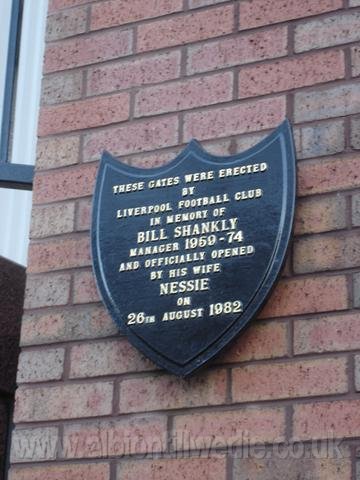 THESE GATES WERE ERECTED
BY
LIVERPOOL FOOTBALL CLUB
IN MEMORY OF
BILL SHANKLY
MANAGER 1959-74
AND OFFICIALLY OPENED
BY HIS WIFE
NESSIE
ON
26TH AUGUST 1982
www.albionroadtillwedie.co.uk